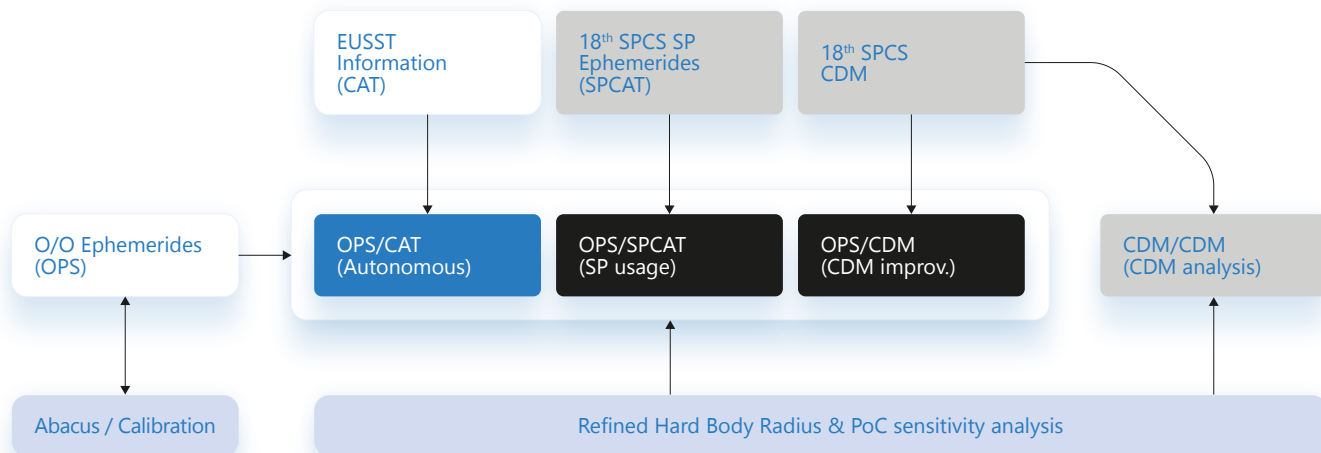 EUSST
Information
(CAT)
18th SPCS SP
Ephemerides
(SPCAT)
18th SPCS
CDM
O/O Ephemerides
(OPS)
OPS/CAT
(Autonomous)
OPS/SPCAT
(SP usage)
OPS/CDM
(CDM improv.)
CDM/CDM
(CDM analysis)
Abacus / Calibration
Refined Hard Body Radius & PoC sensitivity analysis